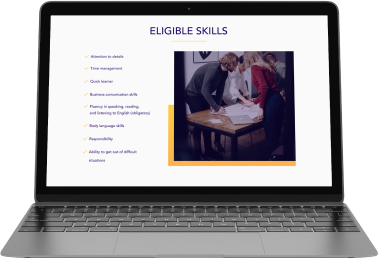 ELIGIBLE SKILLS
Attention to details
Time management
Quick learner
Business comunication skills
Fluency in speaking, reading,
and listening to English (obligatory)
Body language skills
Responsibility
Ability to get out of difficult
situations